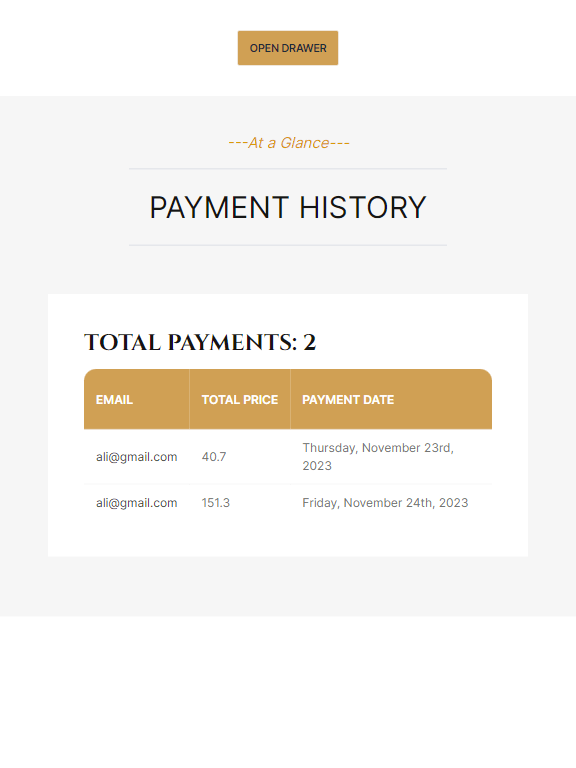 OPEN DRAWER
---At a Glance---
PAYMENT HISTORY
TOTAL PAYMENTS: 2
EMAIL TOTAL PRICE PAYMENT DATE
ali@gmail.com 40.7 Thursday, November 23rd,
2023
ali@gmail.com 151.3 Friday, November 24th, 2023